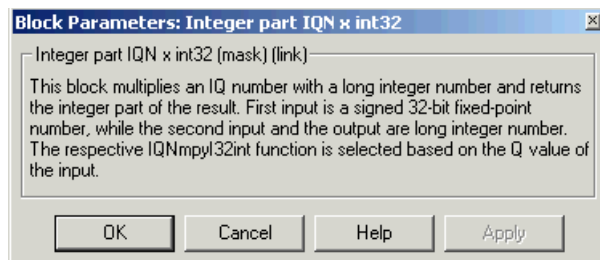 Block Parameters: Integer part IQN x int32
Integer part IQN x int32 (mask) (link)
This block multiplies an IQ number with a long integer number and returns
the integer part of the result. First input is a signed 32-bit fixed-point
number, while the second input and the output are long integer number.
The respective IQNmpyI32int function is selected based on the Q value of
the input.
OK Cancel Help Apply